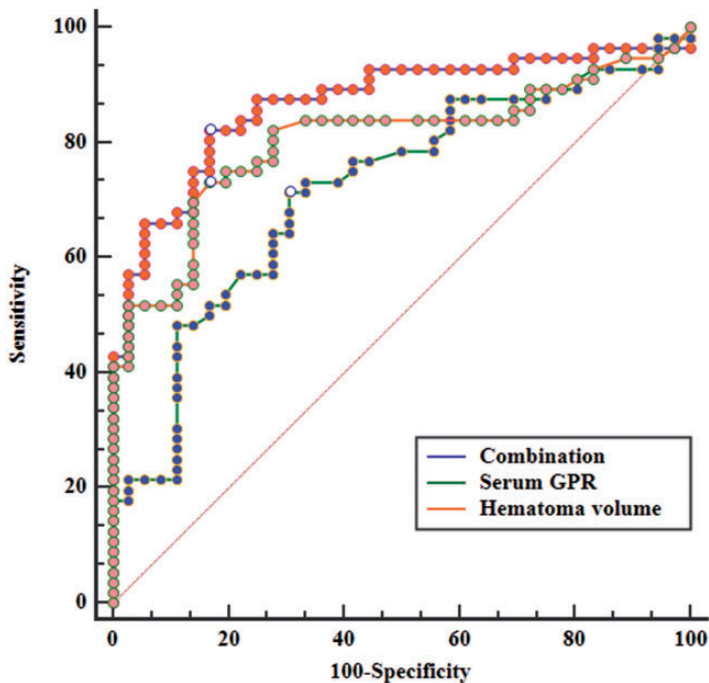 Sensitivity
100
80
60
40
20
0
Combination
Serum GPR
Hematoma volume
0 20 40 60 80 100
100-Specificity